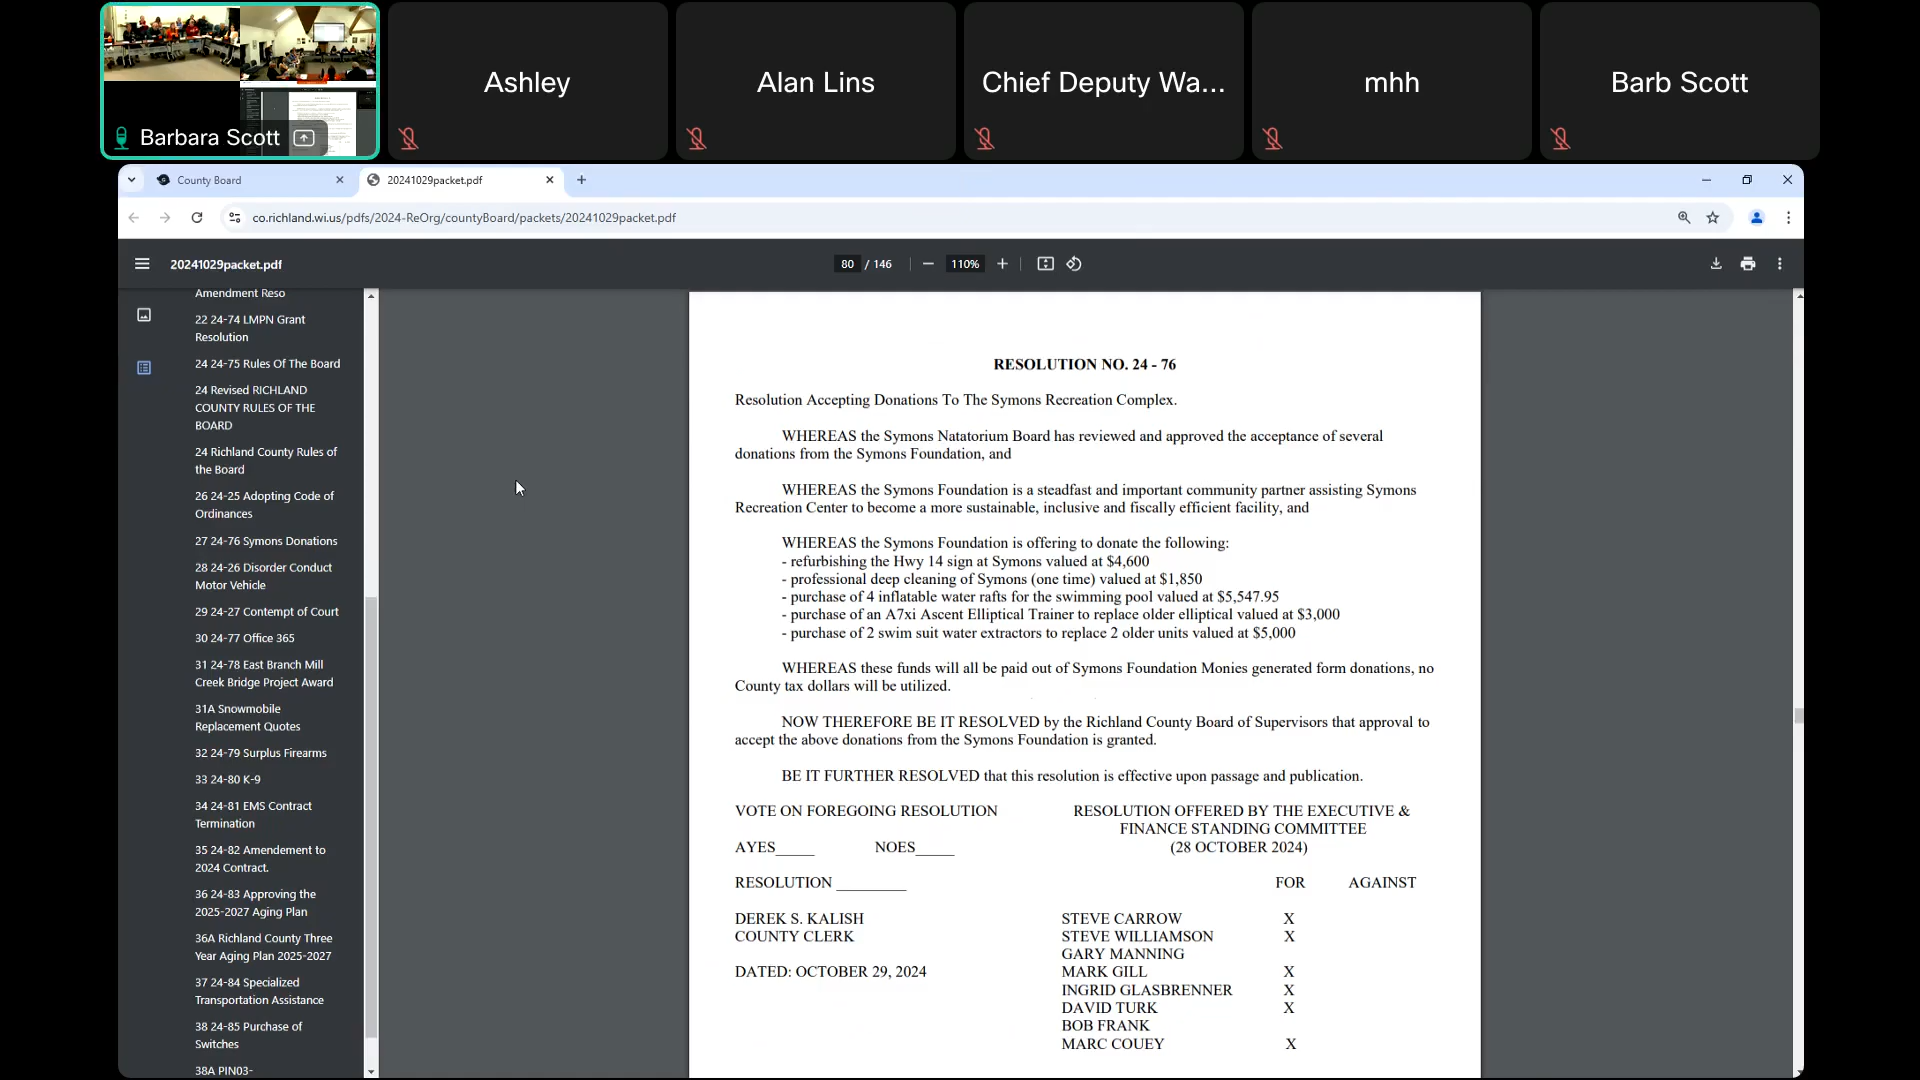 Barbara Scott
Ashley
Alan Lins
Chief Deputy Wa...
mhh
Barb Scott
County Board
20241029packet.pdf
co.richland.wi.us/pdfs/2024-ReOrg/countyBoard/packets/20241029packet.pdf
20241029packet.pdf
80 / 146
110%
Amendment Reso
22 24-74 LMPN Grant
Resolution
24 24-75 Rules Of The Board
24 Revised RICHLAND
COUNTY RULES OF THE
BOARD
24 Richland County Rules of
the Board
26 24-25 Adopting Code of
Ordinances
27 24-76 Symons Donations
28 24-26 Disorder Conduct
Motor Vehicle
29 24-27 Contempt of Court
30 24-77 Office 365
31 24-78 East Branch Mill
Creek Bridge Project Award
31A Snowmobile
Replacement Quotes
32 24-79 Surplus Firearms
33 24-80 K-9
34 24-81 EMS Contract
Termination
35 24-82 Amendement to
2024 Contract.
36 24-83 Approving the
2025-2027 Aging Plan
36A Richland County Three
Year Aging Plan 2025-2027
37 24-84 Specialized
Transportation Assistance
38 24-85 Purchase of
Switches
38A PIN03-
RESOLUTION NO. 24 - 76
Resolution Accepting Donations To The Symons Recreation Complex.
WHEREAS the Symons Natatorium Board has reviewed and approved the acceptance of several
donations from the Symons Foundation, and
WHEREAS the Symons Foundation is a steadfast and important community partner assisting Symons
Recreation Center to become a more sustainable, inclusive and fiscally efficient facility, and
WHEREAS the Symons Foundation is offering to donate the following:
- refurbishing the Hwy 14 sign at Symons valued at $4,600
- professional deep cleaning of Symons (one time) valued at $1,850
- purchase of 4 inflatable water rafts for the swimming pool valued at $5,547.95
- purchase of an A7xi Ascent Elliptical Trainer to replace older elliptical valued at $3,000
- purchase of 2 swim suit water extractors to replace 2 older units valued at $5,000
WHEREAS these funds will all be paid out of Symons Foundation Monies generated form donations, no
County tax dollars will be utilized.
NOW THEREFORE BE IT RESOLVED by the Richland County Board of Supervisors that approval to
accept the above donations from the Symons Foundation is granted.
BE IT FURTHER RESOLVED that this resolution is effective upon passage and publication.
VOTE ON FOREGOING RESOLUTION
AYES_____ NOES_____
RESOLUTION _________
DEREK S. KALISH
COUNTY CLERK
DATED: OCTOBER 29, 2024
RESOLUTION OFFERED BY THE EXECUTIVE &
FINANCE STANDING COMMITTEE
(28 OCTOBER 2024)
FOR AGAINST
STEVE CARROW X
STEVE WILLIAMSON X
GARY MANNING
MARK GILL X
INGRID GLASBRENNER X
DAVID TURK X
BOB FRANK
MARC COUEY X